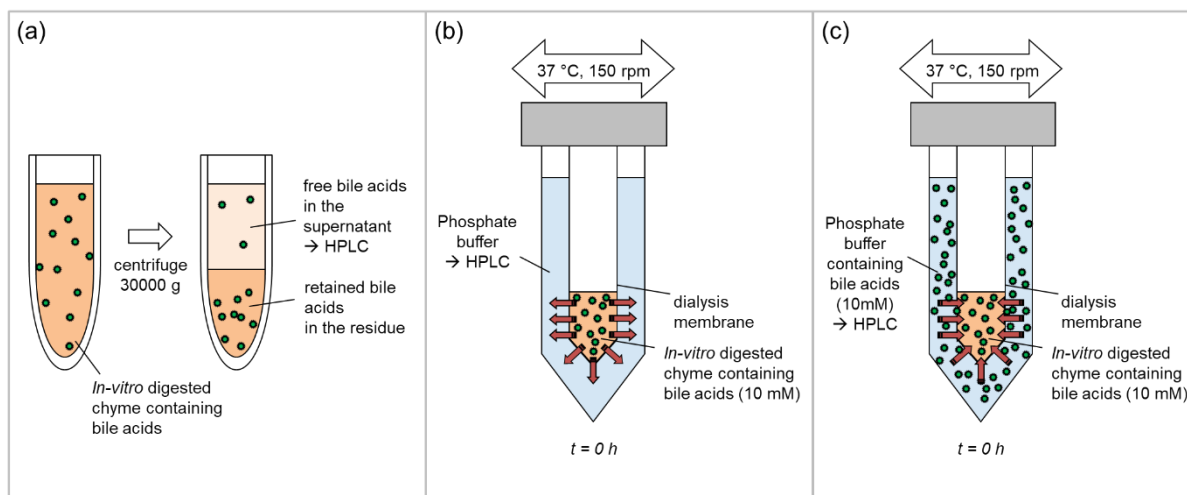 (a)
centrifuge
30000 g
free bile acids
in the
supernatant
→ HPLC
retained bile
acids
in the residue
In-vitro digested
chyme containing
bile acids
(b)
37 °C, 150 rpm
Phosphate
buffer
→ HPLC
dialysis
membrane
In-vitro digested
chyme containing
bile acids (10 mM)
t = 0 h
(c)
37 °C, 150 rpm
Phosphate
buffer
containing
bile acids
(10mM)
→ HPLC
dialysis
membrane
In-vitro digested
chyme containing
bile acids (10 mM)
t = 0 h